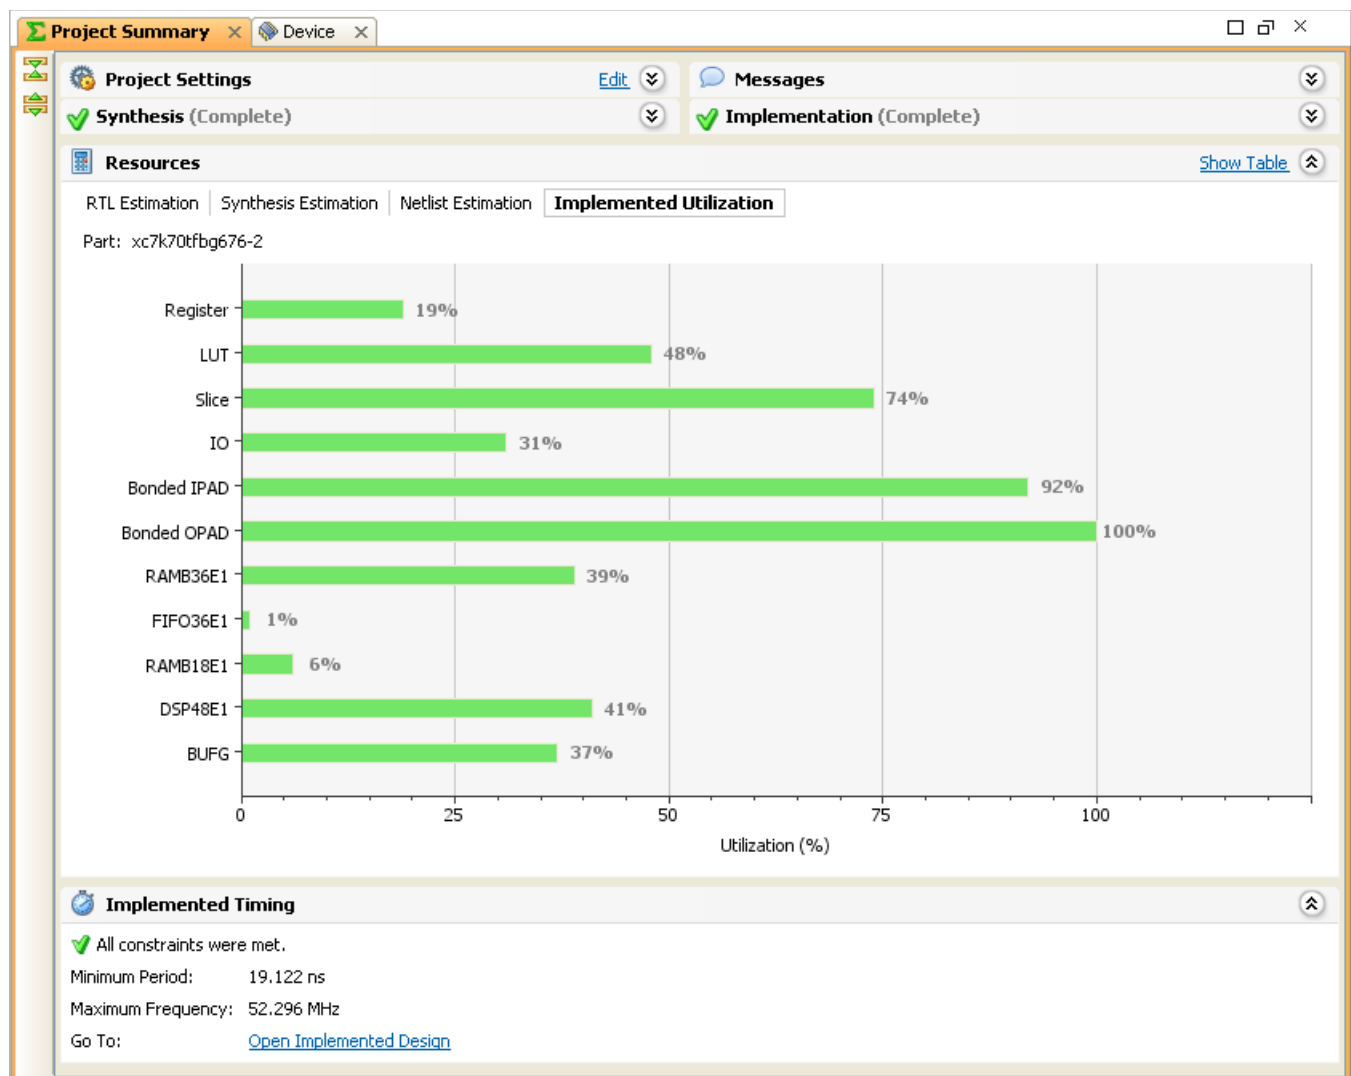 Project Summary Device
Project Settings Edit Messages
Synthesis (Complete) Implementation (Complete)
Resources Show Table
RTL Estimation Synthesis Estimation Netlist Estimation Implemented Utilization
Part: xc7k70tfbg676-2
Register 19%
LUT 48%
Slice 74%
IO 31%
Bonded IPAD 92%
Bonded OPAD 100%
RAMB36E1 39%
FIFO36E1 1%
RAMB18E1 6%
DSP48E1 41%
BUFG 37%
0 25 50 75 100
Utilization (%)
Implemented Timing
All constraints were met.
Minimum Period: 19.122 ns
Maximum Frequency: 52.296 MHz
Go To: Open Implemented Design